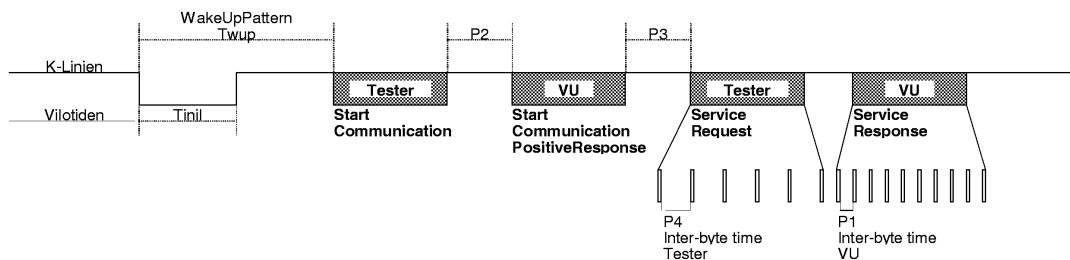 WakeUpPattern
Twup
P2
P3
K-Linien
Tester
VU
Tester
VU
Vilotiden
Tinil
Start
Communication
Start
Communication
PositiveResponse
Service
Request
Service
Response
P4
Inter-byte time
Tester
P1
Inter-byte time
VU